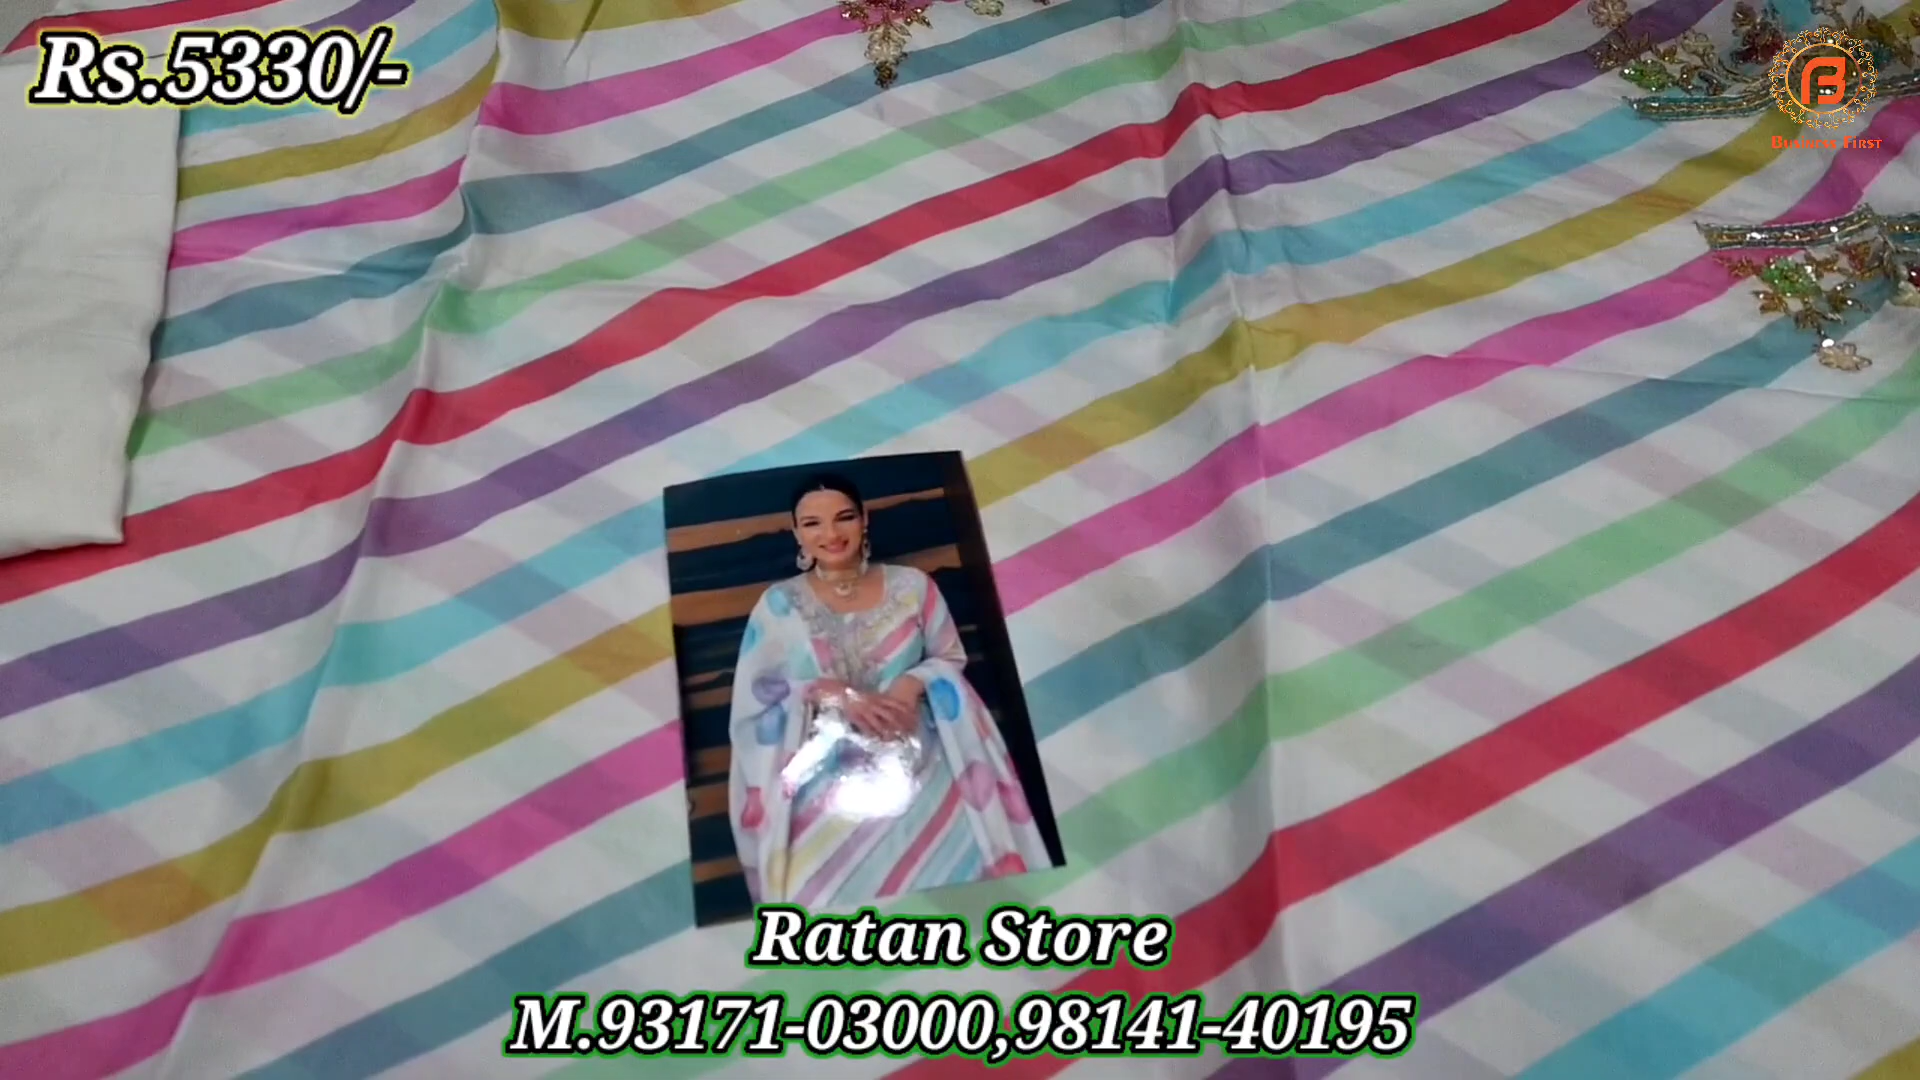 Rs.5330/-
Business First
Ratan Store
M.93171-03000,98141-40195